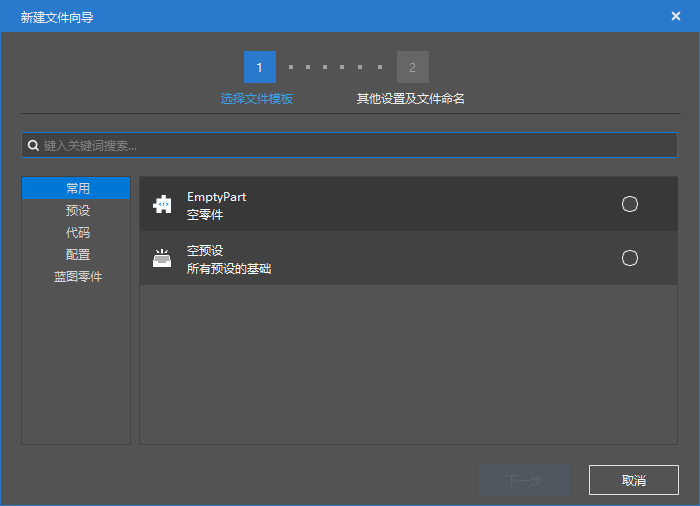 新建文件向导
1
2
选择文件模板
其他设置及文件命名
键入关键词搜索...
常用
预设
代码
配置
蓝图零件
EmptyPart
空零件
空预设
所有预设的基础
下一步
取消